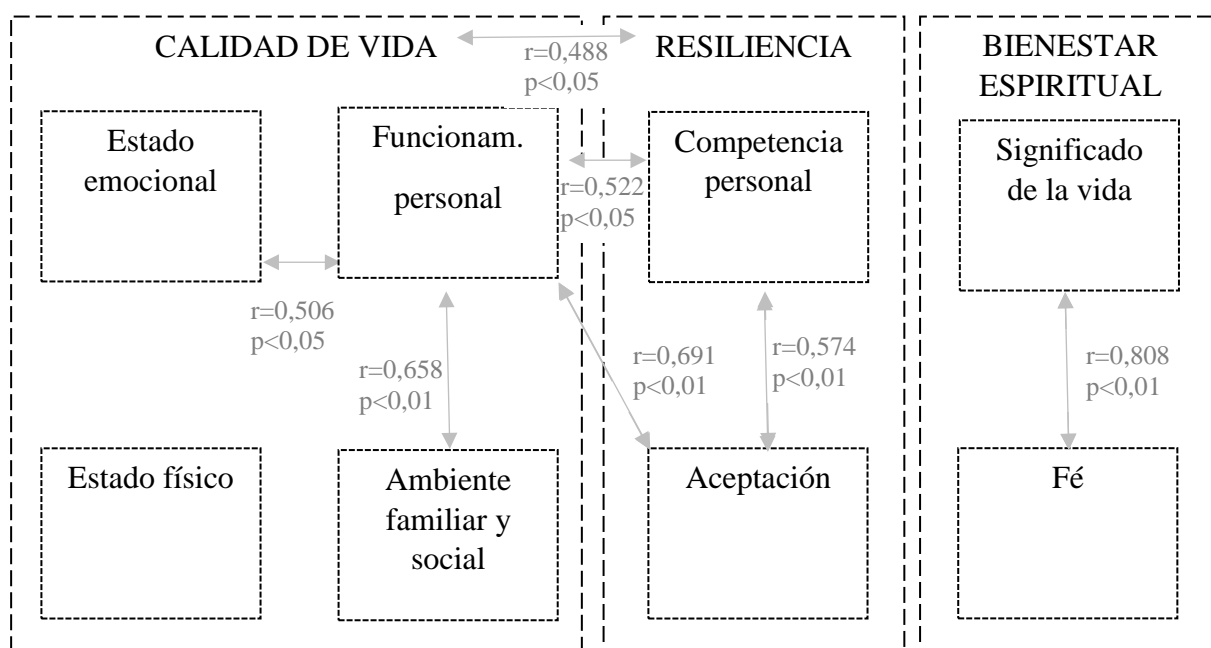 CALIDAD DE VIDA
r=0,488
p<0,05
RESILIENCIA
BIENESTAR
ESPIRITUAL
Estado
emocional
Funcionam.
personal
r=0,522
p<0,05
Competencia
personal
Significado
de la vida
r=0,506
p<0,05
r=0,658
p<0,01
r=0,691
p<0,01
r=0,574
p<0,01
r=0,808
p<0,01
Estado físico
Ambiente
familiar y
social
Aceptación
Fé